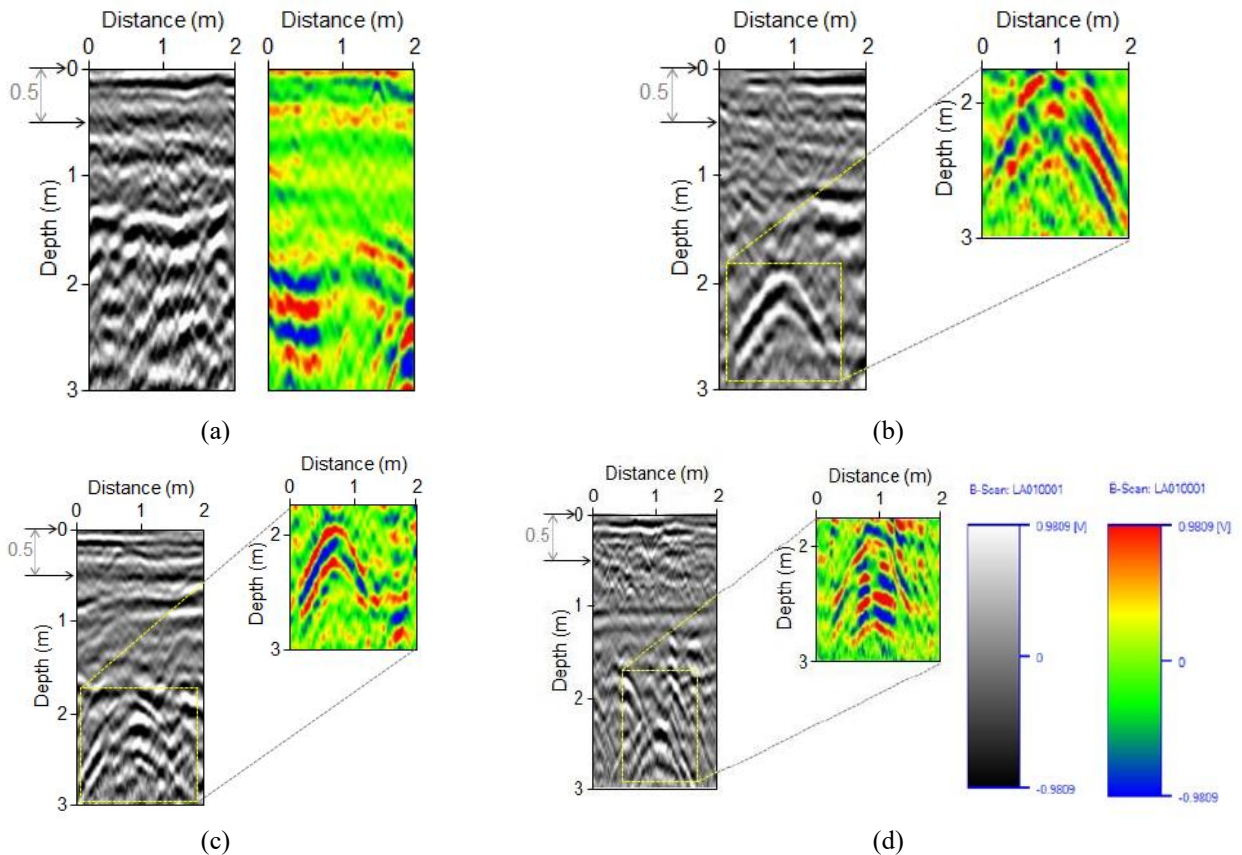 Distance (m)
0 1 2
Distance (m)
0 1 2
0
0.5
1
2
3
Depth (m)
(a)
Distance (m)
0 1 2
0
0.5
1
2
3
Depth (m)
Distance (m)
0 1 2
2
3
Depth (m)
(b)
Distance (m)
0 1 2
0
0.5
1
2
3
Depth (m)
Distance (m)
0 1 2
2
3
Depth (m)
(c)
Distance (m)
0 1 2
0
0.5
1
2
3
Depth (m)
Distance (m)
0 1 2
2
3
Depth (m)
B-Scan: LA010001
0.9809 [V]
0
-0.9809
B-Scan: LA010001
0.9809 [V]
0
-0.9809
(d)